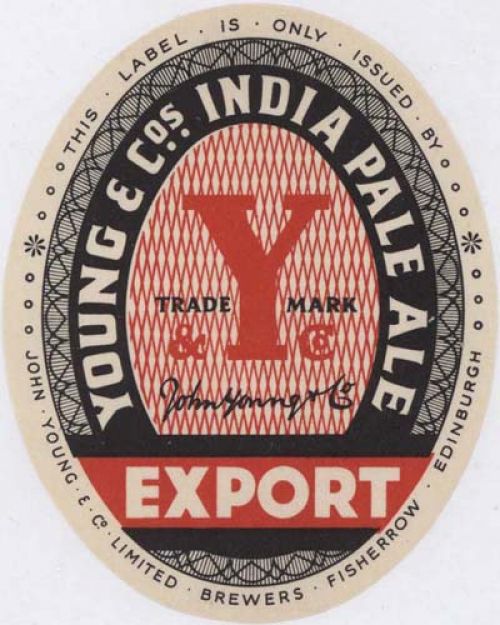 · THIS · LABEL · IS · ONLY · ISSUED · BY
YOUNG & Cos. INDIA PALE ALE
Y
TRADE MARK
& Co
John Young & Co
EXPORT
JOHN · YOUNG · & · Co · LIMITED · BREWERS · FISHERROW · EDINBURGH